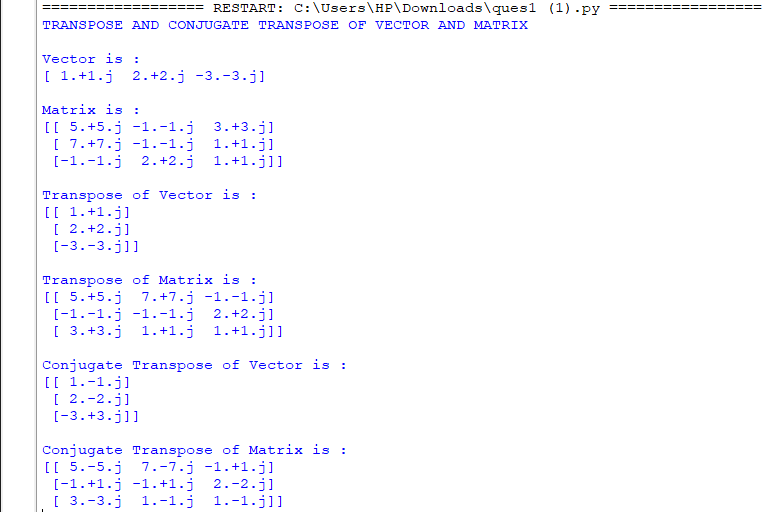 ================== RESTART: C:\Users\HP\Downloads\ques1 (1).py =================
TRANSPOSE AND CONJUGATE TRANSPOSE OF VECTOR AND MATRIX
Vector is :
[ 1.+1.j  2.+2.j -3.-3.j]
Matrix is :
[[ 5.+5.j -1.-1.j  3.+3.j]
 [ 7.+7.j -1.-1.j  1.+1.j]
 [-1.-1.j  2.+2.j  1.+1.j]]
Transpose of Vector is :
[[ 1.+1.j]
 [ 2.+2.j]
 [-3.-3.j]]
Transpose of Matrix is :
[[ 5.+5.j  7.+7.j -1.-1.j]
 [-1.-1.j -1.-1.j  2.+2.j]
 [ 3.+3.j  1.+1.j  1.+1.j]]
Conjugate Transpose of Vector is :
[[ 1.-1.j]
 [ 2.-2.j]
 [-3.+3.j]]
Conjugate Transpose of Matrix is :
[[ 5.-5.j  7.-7.j -1.+1.j]
 [-1.+1.j -1.+1.j  2.-2.j]
 [ 3.-3.j  1.-1.j  1.-1.j]]